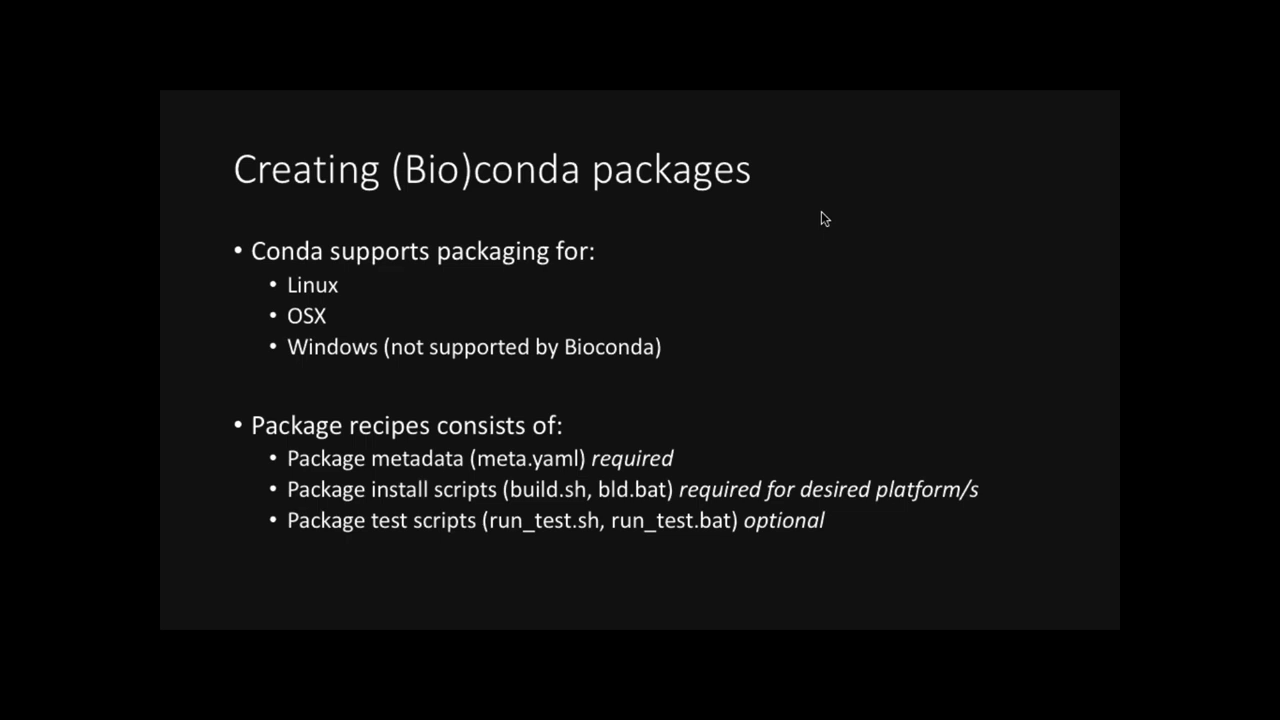 Creating (Bio)conda packages
• Conda supports packaging for:
• Linux
• OSX
• Windows (not supported by Bioconda)
• Package recipes consists of:
• Package metadata (meta.yaml) required
• Package install scripts (build.sh, bld.bat) required for desired platform/s
• Package test scripts (run_test.sh, run_test.bat) optional